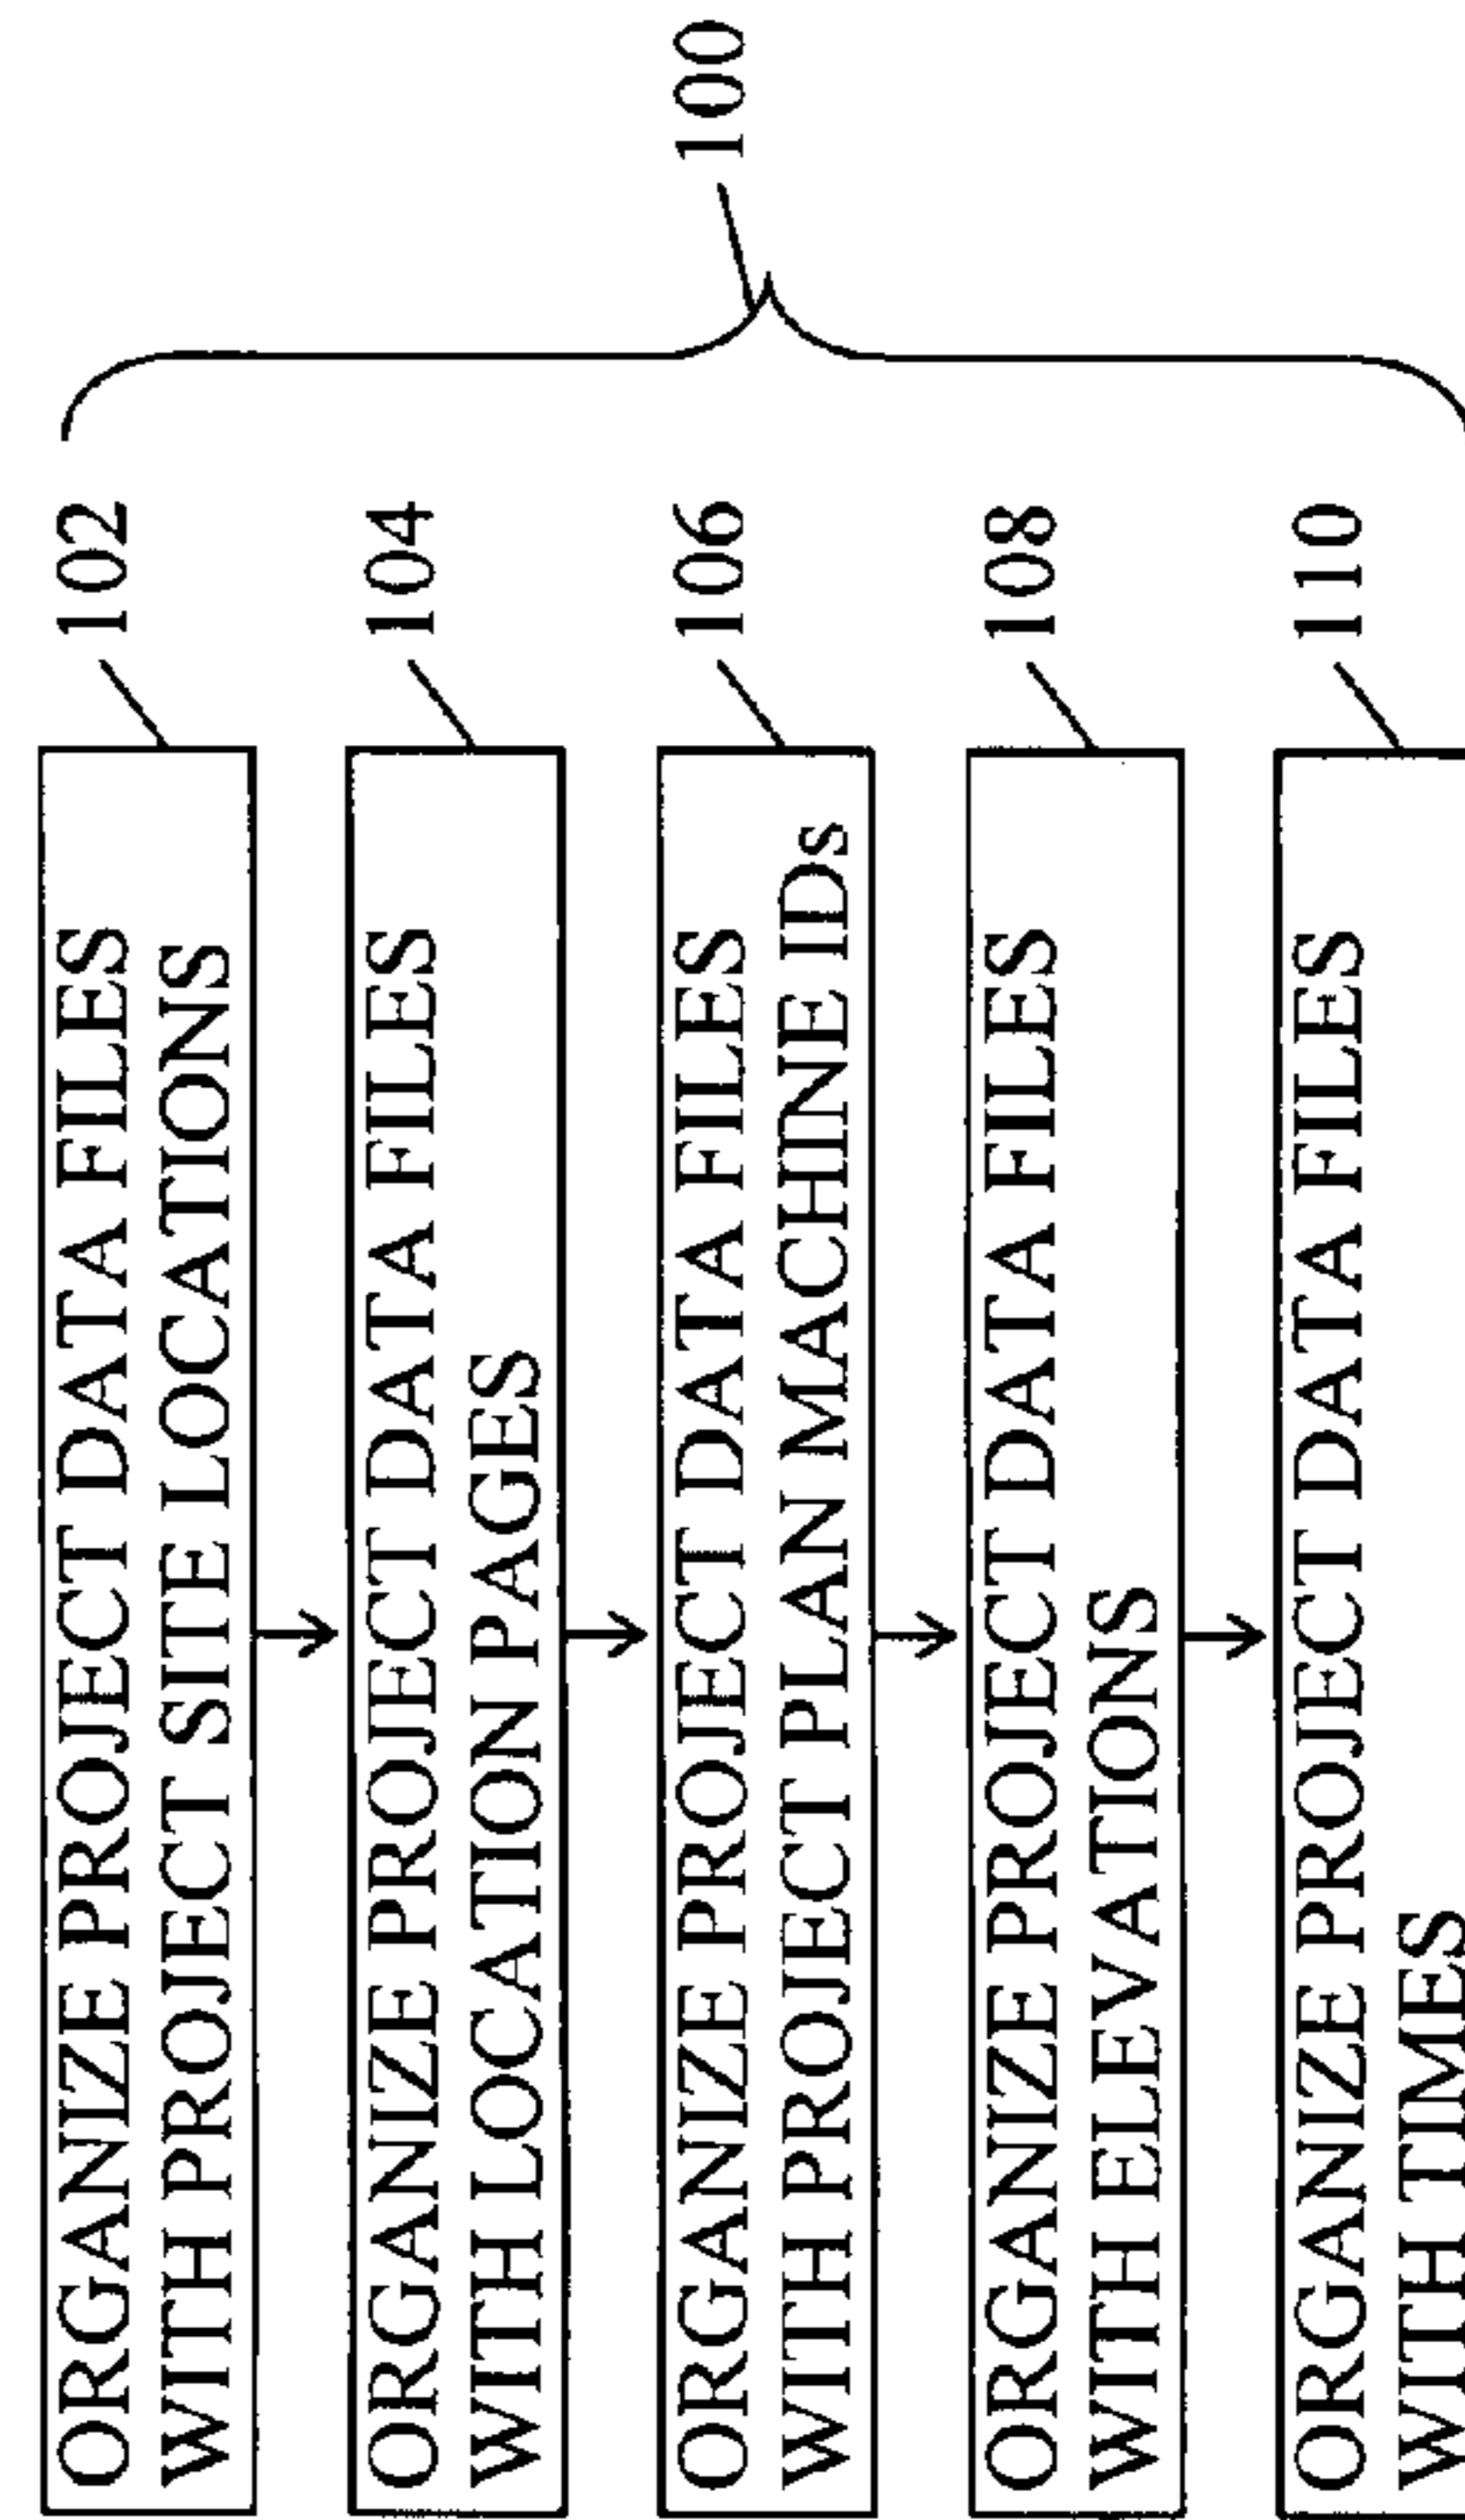 ORGANIZE PROJECT DATA FILES
WITH PROJECT SITE LOCATIONS
102
ORGANIZE PROJECT DATA FILES
WITH LOCATION PAGES
104
ORGANIZE PROJECT DATA FILES
WITH PROJECT PLAN MACHINE IDs
106
ORGANIZE PROJECT DATA FILES
WITH ELEVATIONS
108
ORGANIZE PROJECT DATA FILES
WITH TIMES
110
100